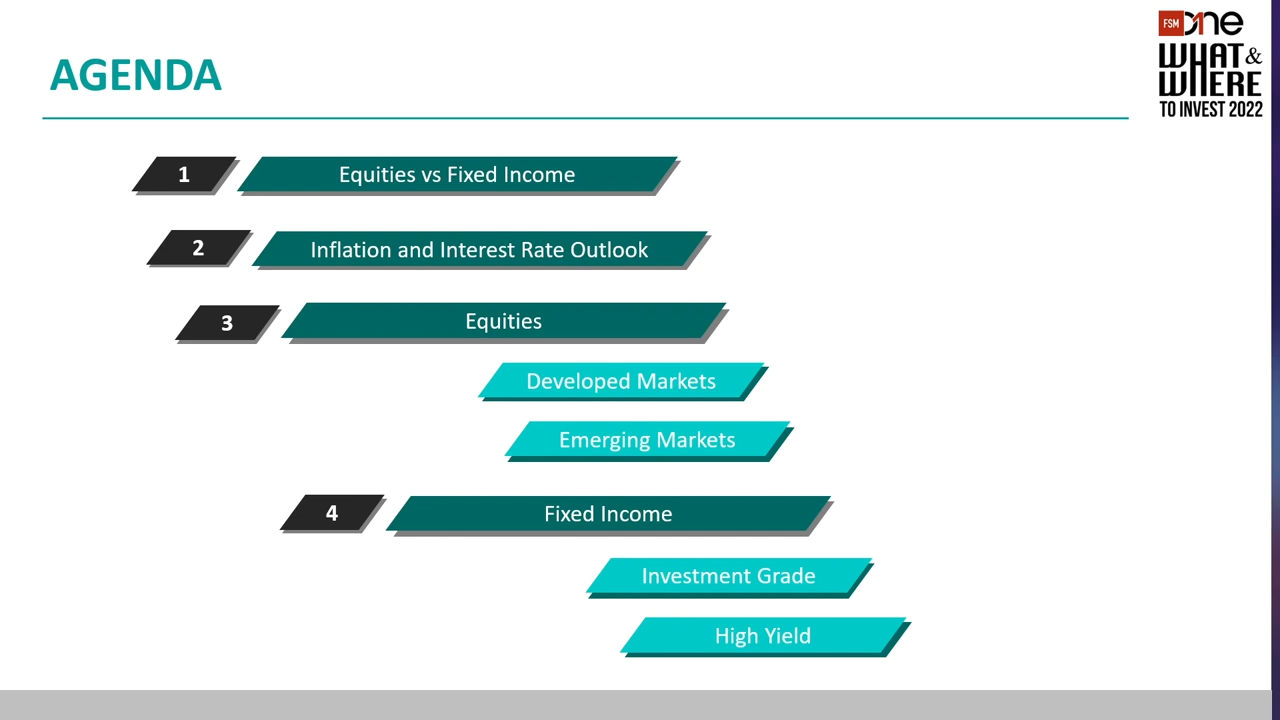 FSM one
WHAT &
WHERE
TO INVEST 2022
AGENDA
1 Equities vs Fixed Income
2 Inflation and Interest Rate Outlook
3 Equities
Developed Markets
Emerging Markets
4 Fixed Income
Investment Grade
High Yield